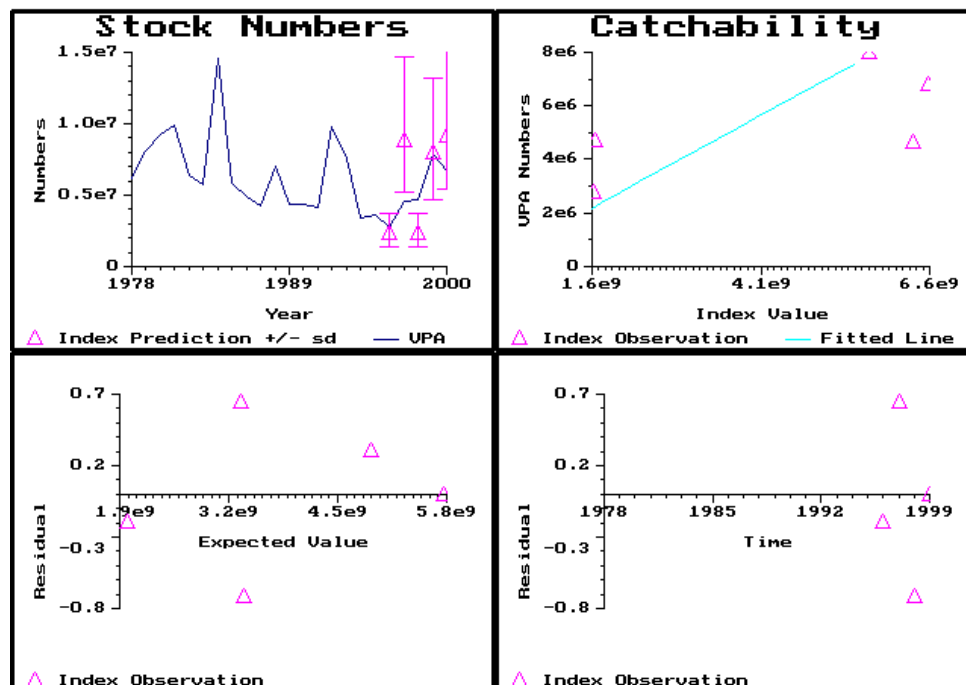 Stock Numbers
1.5e7
1.0e7
0.5e7
0
Numbers
1978 1989 2000
Year
Index Prediction +/- sd VPA
Catchability
8e6
6e6
4e6
2e6
0
VPA Numbers
1.6e9 4.1e9 6.6e9
Index Value
Index Observation Fitted Line
0.7
0.2
-0.3
-0.8
Residual
1.9e9 3.2e9 4.5e9 5.8e9
Expected Value
Index Observation
0.7
0.2
-0.3
-0.8
Residual
1978 1985 1992 1999
Time
Index Observation